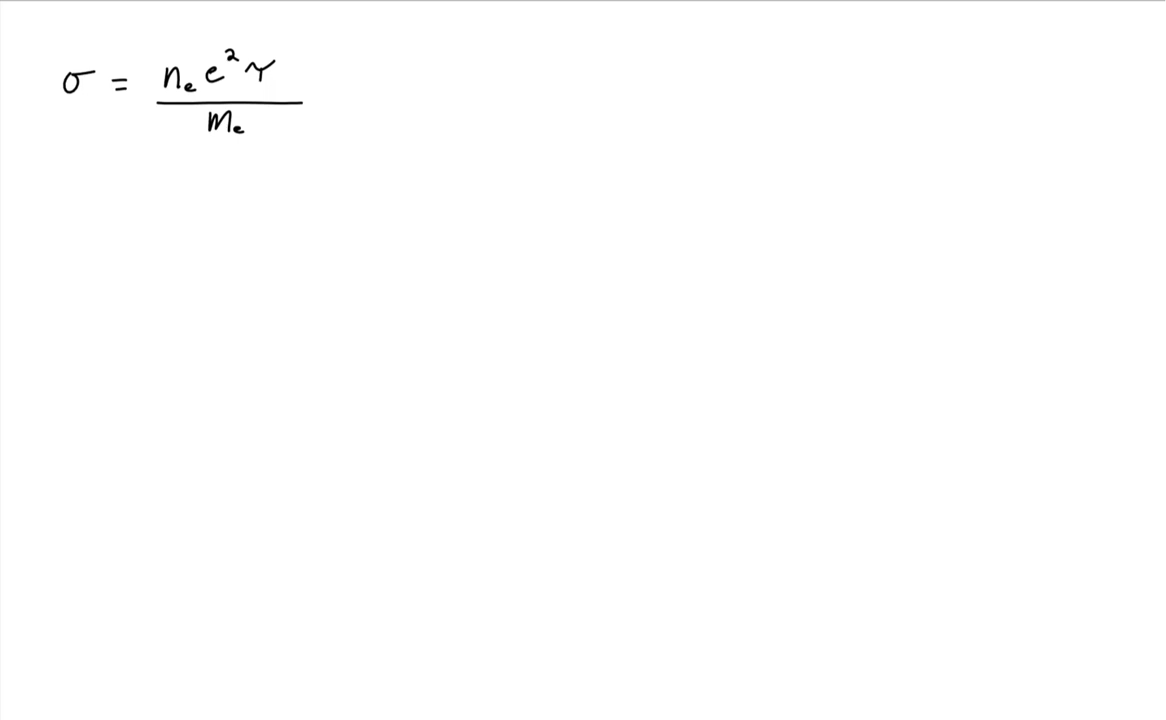 σ = nₑe²τ / mₑ